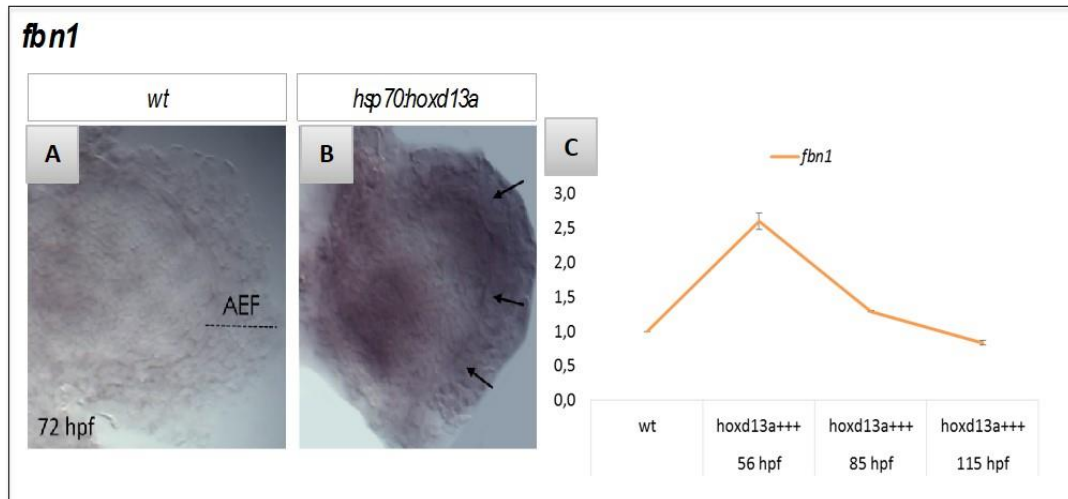 fbn1
wt
hsp70:hoxd13a
A
B
C
AEF
72 hpf
fbn1
3,0
2,5
2,0
1,5
1,0
0,5
0,0
wt
hoxd13a+++
hoxd13a+++
hoxd13a+++
56 hpf
85 hpf
115 hpf